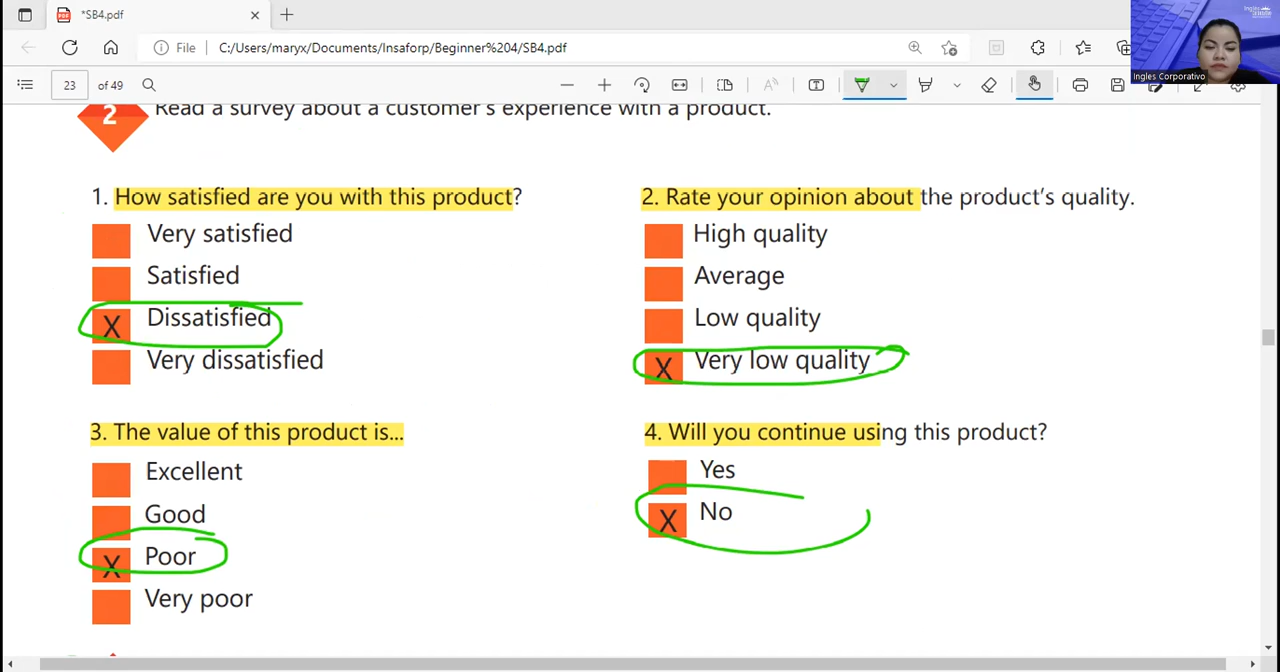 *SB4.pdf
File
C:/Users/maryx/Documents/Insaforp/Beginner%204/SB4.pdf
Ingles Corporativo
23 of 49
2
Read a survey about a customer's experience with a product.
1. How satisfied are you with this product?
Very satisfied
Satisfied
X Dissatisfied
Very dissatisfied
2. Rate your opinion about the product's quality.
High quality
Average
Low quality
X Very low quality
3. The value of this product is...
Excellent
Good
X Poor
Very poor
4. Will you continue using this product?
Yes
X No